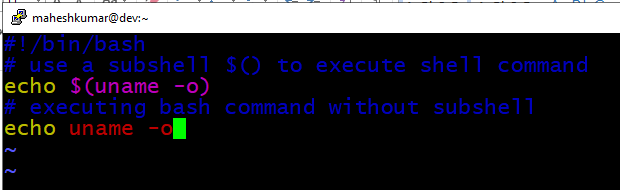 maheshkumar@dev:~
#!/bin/bash
# use a subshell $() to execute shell command
echo $(uname -o)
# executing bash command without subshell
echo uname -o
~
~